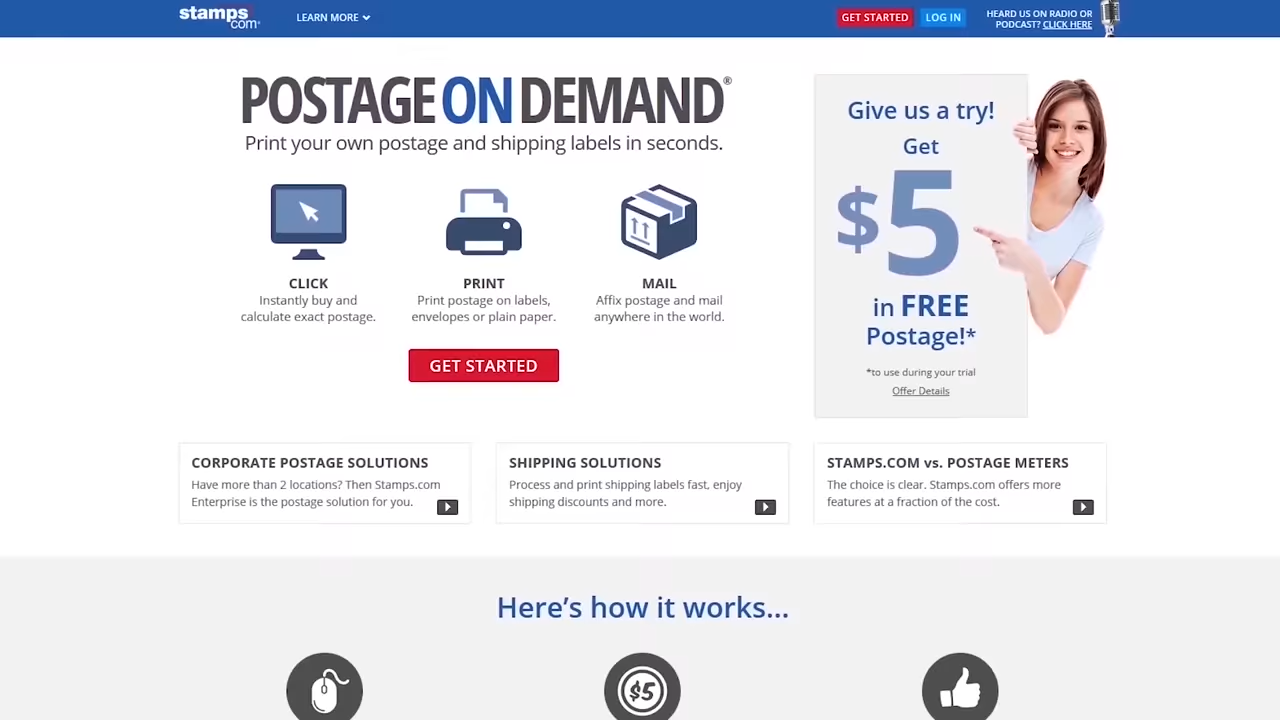 stamps
.com
LEARN MORE
GET STARTED
LOG IN
HEARD US ON RADIO OR
PODCAST? CLICK HERE
POSTAGE ON DEMAND®
Print your own postage and shipping labels in seconds.
CLICK
Instantly buy and
calculate exact postage.
PRINT
Print postage on labels,
envelopes or plain paper.
MAIL
Affix postage and mail
anywhere in the world.
GET STARTED
Give us a try!
Get
$5
in FREE
Postage!*
*to use during your trial
Offer Details
CORPORATE POSTAGE SOLUTIONS
Have more than 2 locations? Then Stamps.com
Enterprise is the postage solution for you.
SHIPPING SOLUTIONS
Process and print shipping labels fast, enjoy
shipping discounts and more.
STAMPS.COM vs. POSTAGE METERS
The choice is clear. Stamps.com offers more
features at a fraction of the cost.
Here's how it works...
$5